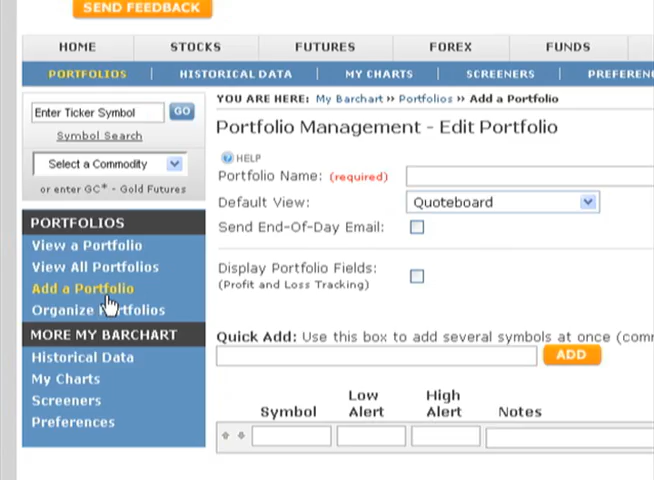 SEND FEEDBACK
HOME STOCKS FUTURES FOREX FUNDS
PORTFOLIOS | HISTORICAL DATA | MY CHARTS | SCREENERS | PREFEREN
Enter Ticker Symbol GO
Symbol Search
Select a Commodity
or enter GC* - Gold Futures
PORTFOLIOS
View a Portfolio
View All Portfolios
Add a Portfolio
Organize tfolios
MORE MY BARCHART
Historical Data
My Charts
Screeners
Preferences
YOU ARE HERE: My Barchart » Portfolios » Add a Portfolio
Portfolio Management - Edit Portfolio
HELP
Portfolio Name: (required)
Default View: Quoteboard
Send End-Of-Day Email:
Display Portfolio Fields:
(Profit and Loss Tracking)
Quick Add: Use this box to add several symbols at once (comm
ADD
Symbol Low Alert High Alert Notes